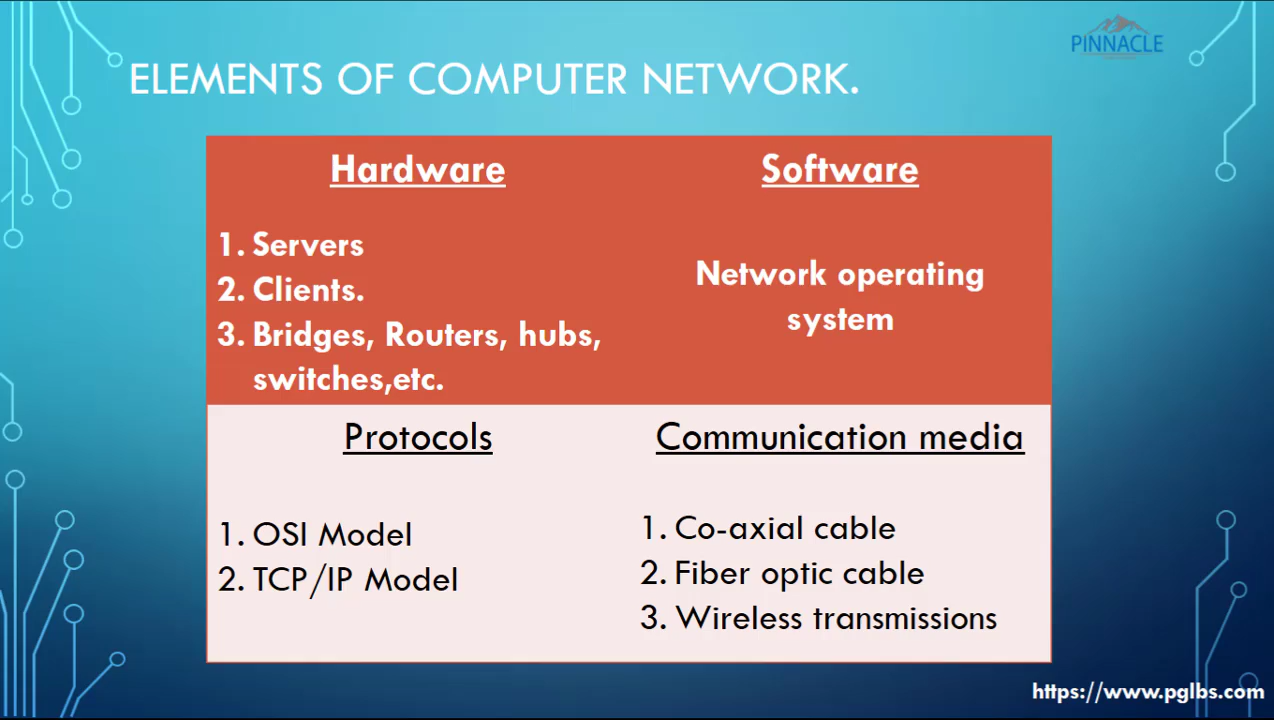 PINNACLE
ELEMENTS OF COMPUTER NETWORK.
Hardware
1. Servers
2. Clients.
3. Bridges, Routers, hubs,
switches,etc.
Software
Network operating
system
Protocols
1. OSI Model
2. TCP/IP Model
Communication media
1. Co-axial cable
2. Fiber optic cable
3. Wireless transmissions
https://www.pglbs.com